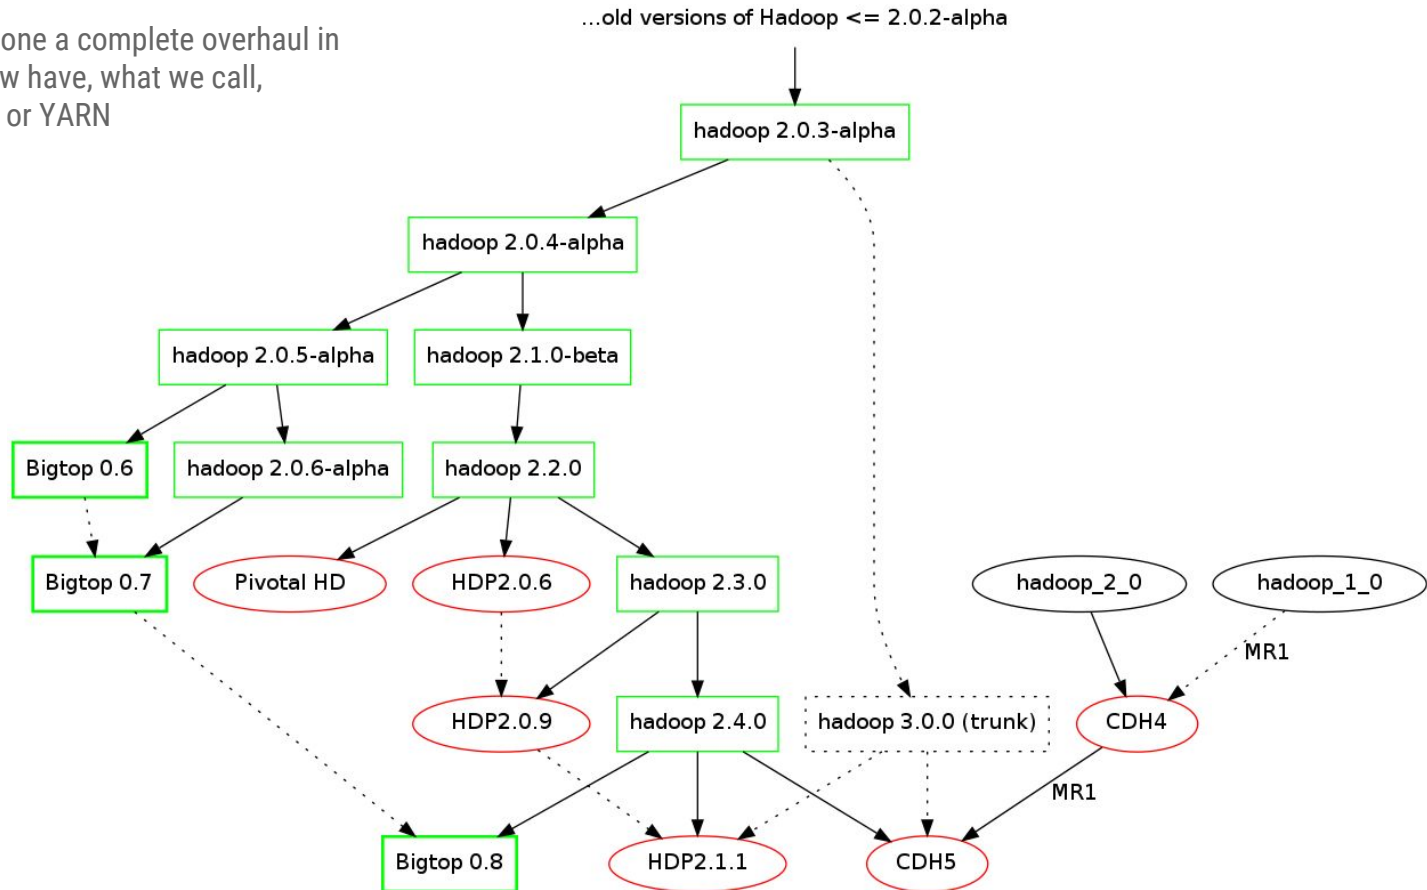 ...old versions of Hadoop <= 2.0.2-alpha
one a complete overhaul in
w have, what we call,
or YARN
hadoop 2.0.3-alpha
hadoop 2.0.4-alpha
hadoop 2.0.5-alpha
hadoop 2.1.0-beta
Bigtop 0.6
hadoop 2.0.6-alpha
hadoop 2.2.0
Bigtop 0.7
Pivotal HD
HDP2.0.6
hadoop 2.3.0
hadoop_2_0
hadoop_1_0
MR1
HDP2.0.9
hadoop 2.4.0
hadoop 3.0.0 (trunk)
CDH4
MR1
Bigtop 0.8
HDP2.1.1
CDH5